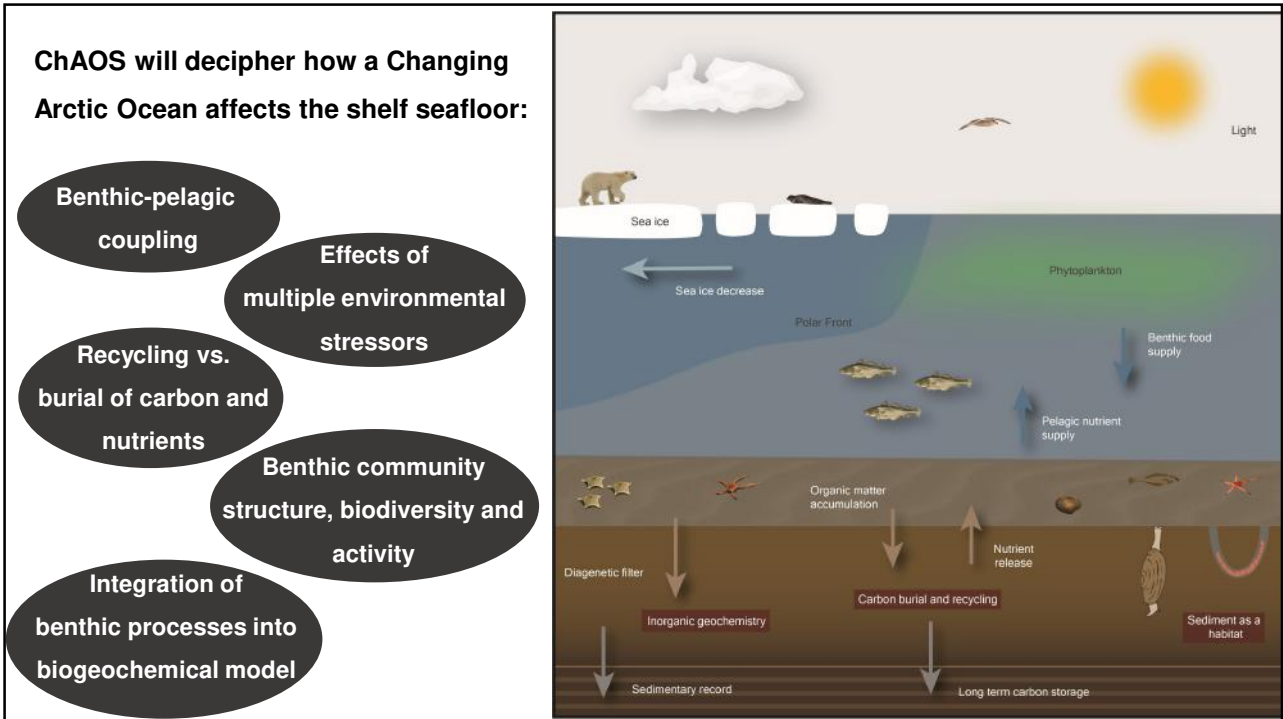 ChAOS will decipher how a Changing
Arctic Ocean affects the shelf seafloor:
Benthic-pelagic
coupling
Effects of
multiple environmental
stressors
Recycling vs.
burial of carbon and
nutrients
Benthic community
structure, biodiversity and
activity
Integration of
benthic processes into
biogeochemical model
Light
Sea ice
Sea ice decrease
Phytoplankton
Polar Front
Benthic food
supply
Pelagic nutrient
supply
Organic matter
accumulation
Nutrient
release
Diagenetic filter
Carbon burial and recycling
Inorganic geochemistry
Sediment as a
habitat
Sedimentary record
Long term carbon storage